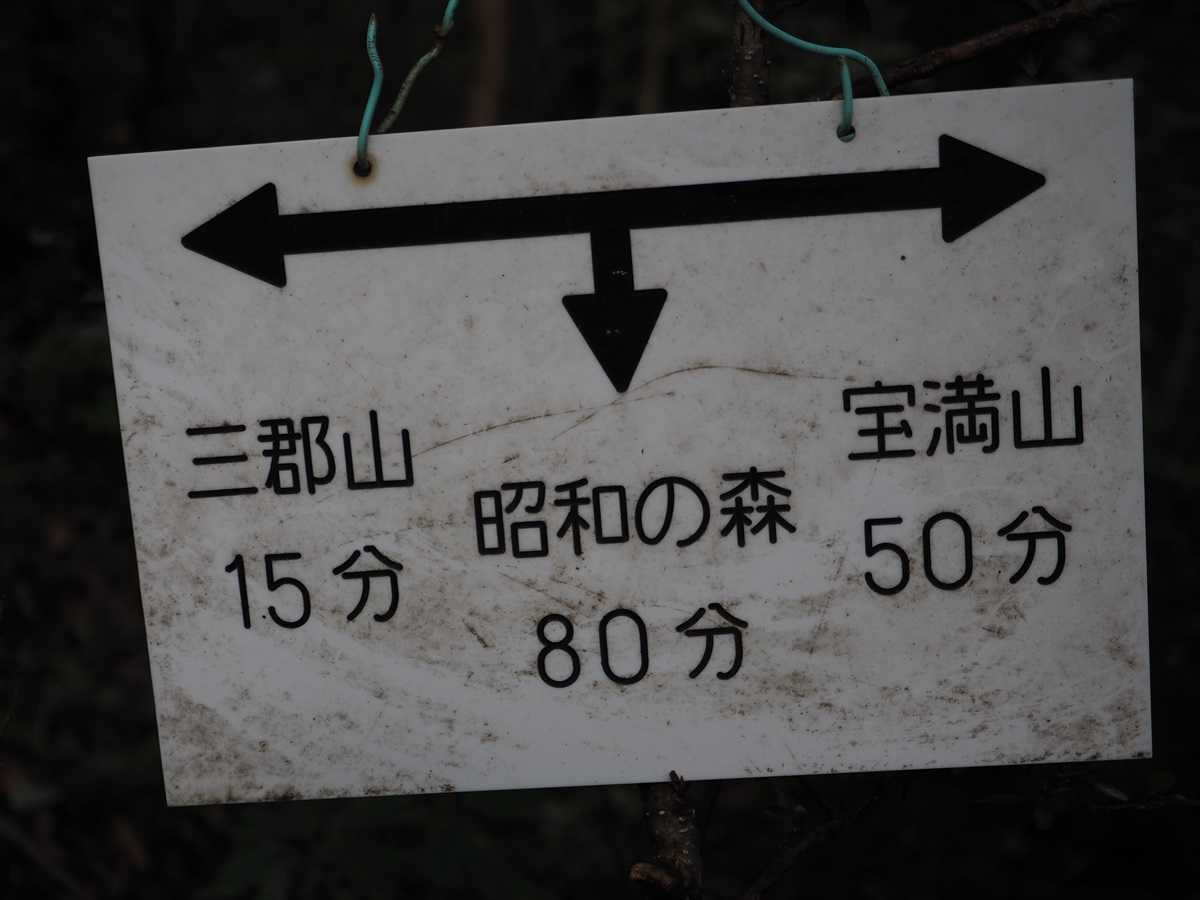 三郡山
15分
昭和の森
80分
宝満山
50分